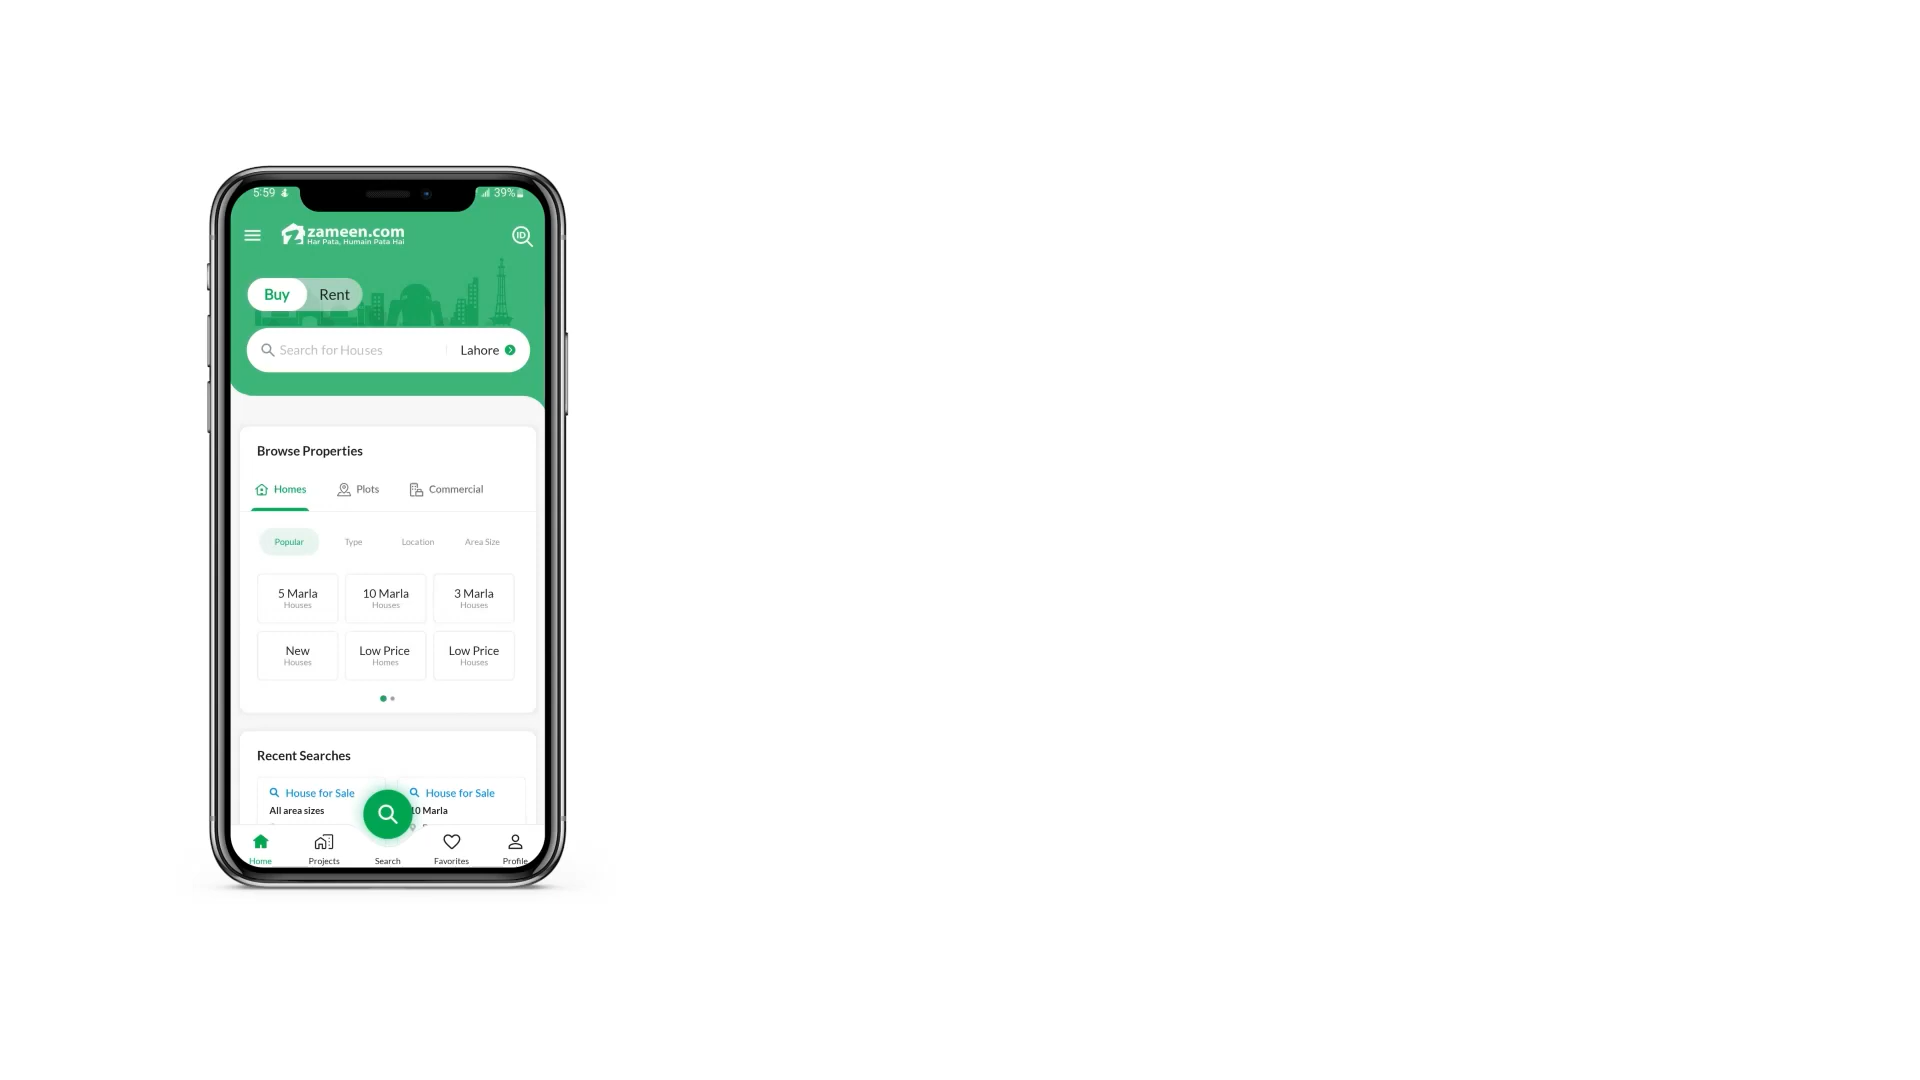 5:59
39%
zameen.com
Har Pata, Humain Pata Hai
ID
Buy Rent
Search for Houses Lahore
Browse Properties
Homes Plots Commercial
Popular Type Location Area Size
5 Marla 10 Marla 3 Marla
Houses Houses Houses
New Low Price Low Price
Houses Homes Houses
Recent Searches
House for Sale House for Sale
All area sizes 10 Marla
Home Projects Search Favorites Profile